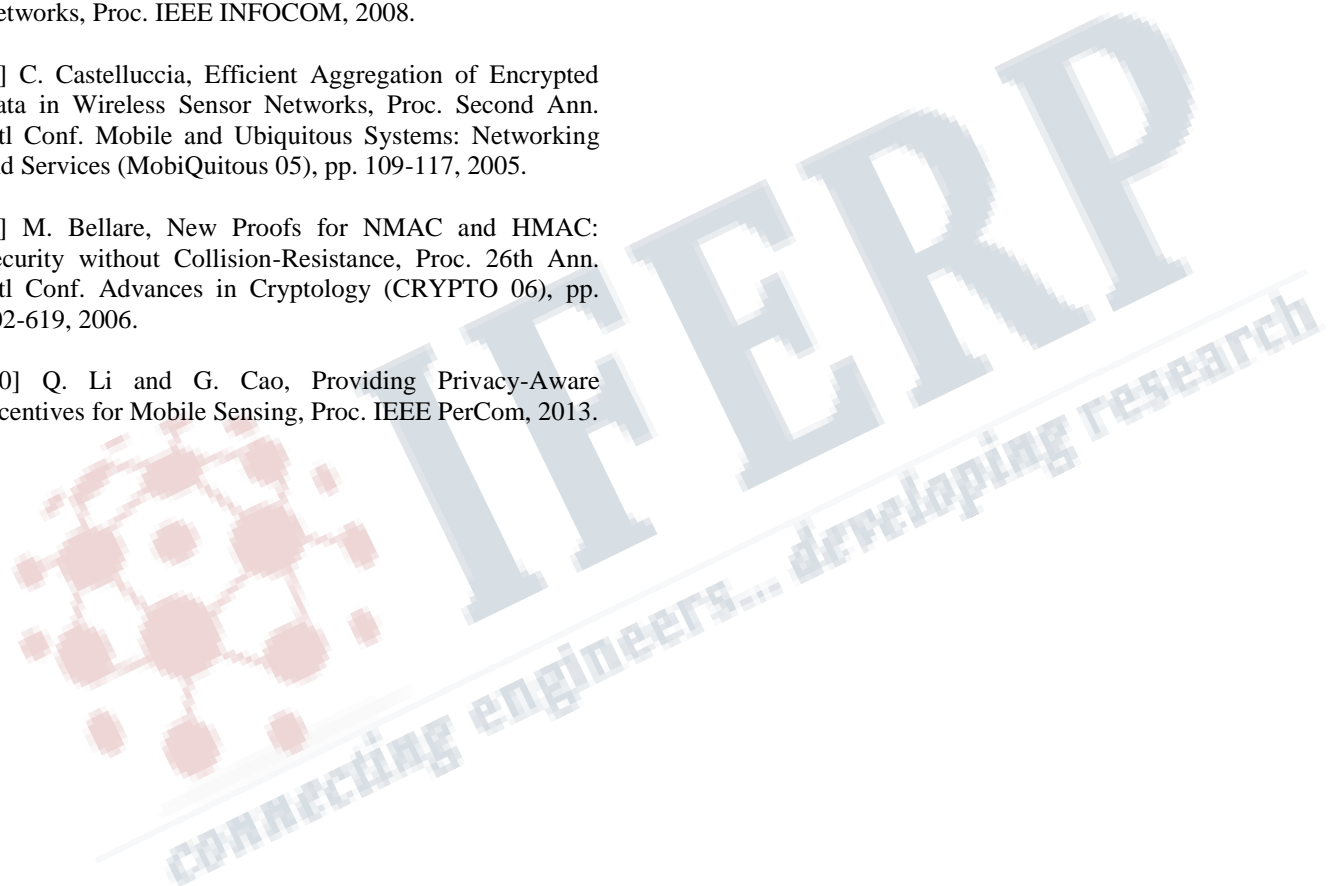 etworks, Proc. IEEE INFOCOM, 2008.
] C. Castelluccia, Efficient Aggregation of Encrypted
ata in Wireless Sensor Networks, Proc. Second Ann.
tl Conf. Mobile and Ubiquitous Systems: Networking
d Services (MobiQuitous 05), pp. 109-117, 2005.
] M. Bellare, New Proofs for NMAC and HMAC:
ecurity without Collision-Resistance, Proc. 26th Ann.
tl Conf. Advances in Cryptology (CRYPTO 06), pp.
02-619, 2006.
0] Q. Li and G. Cao, Providing Privacy-Aware
centives for Mobile Sensing, Proc. IEEE PerCom, 2013.
IFERP
connecting engineers... developing research